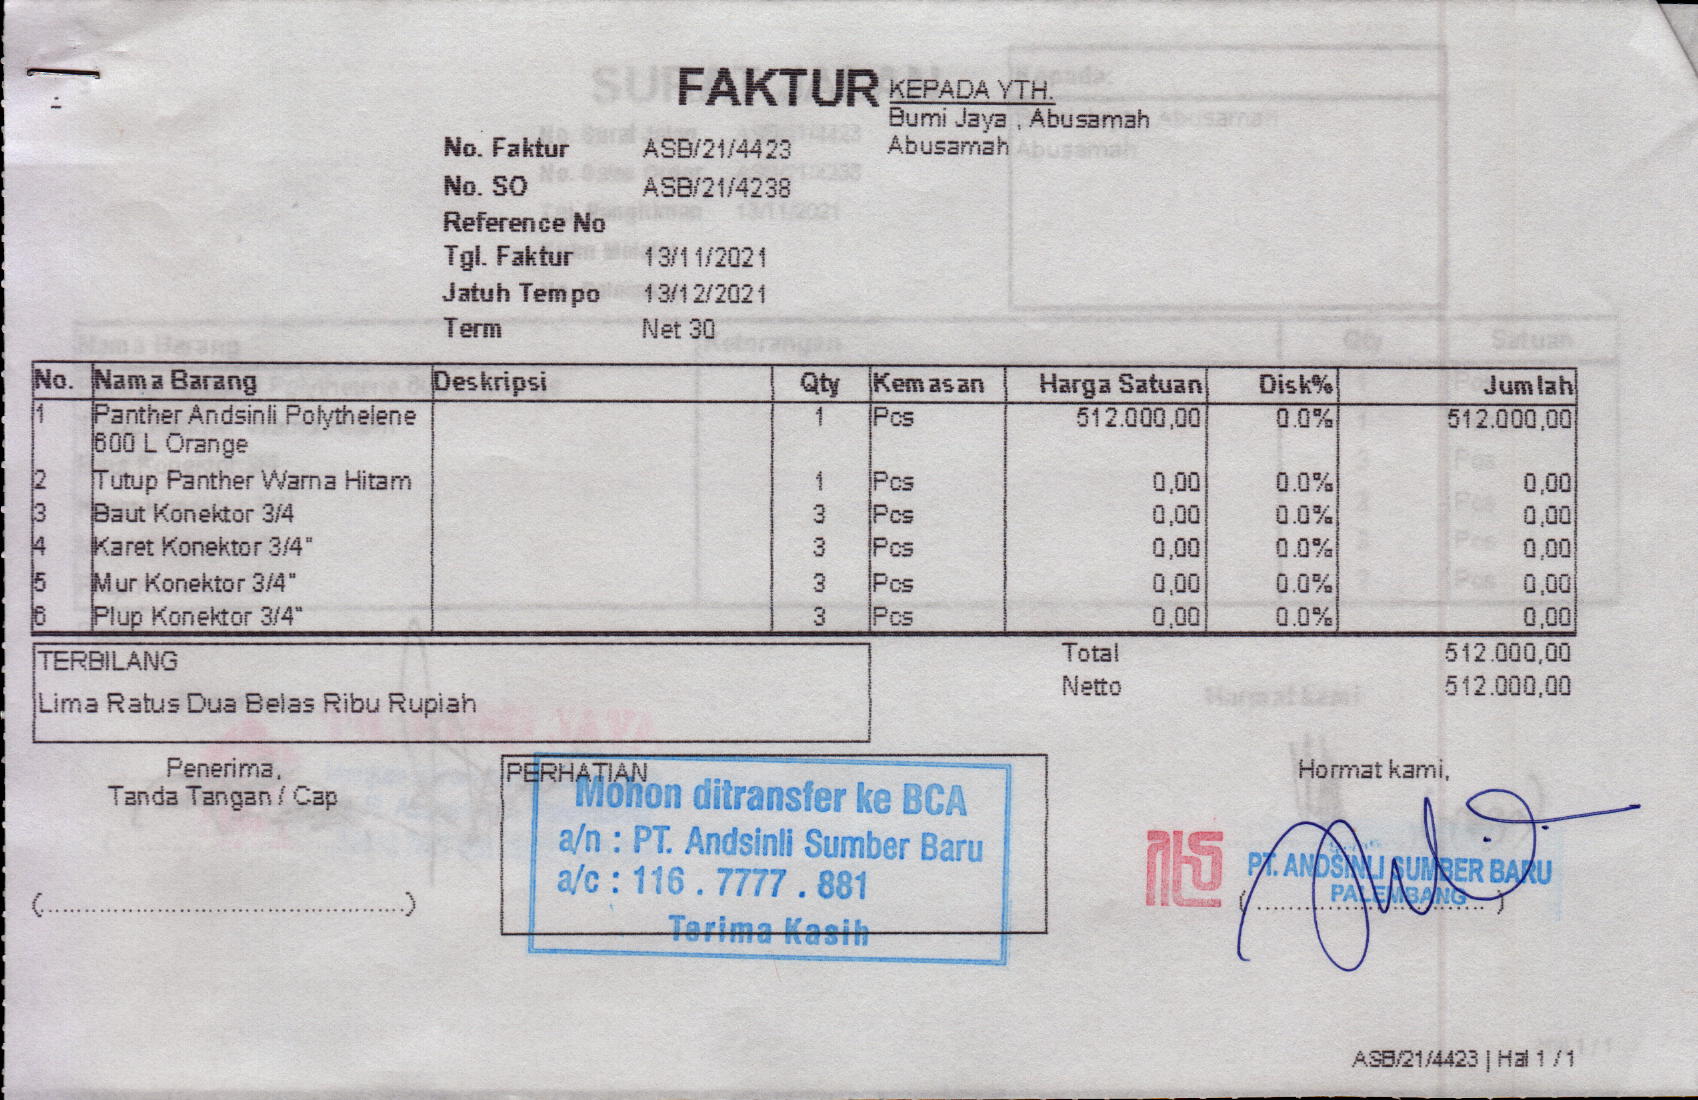 FAKTUR
KEPADA YTH.
Bumi Jaya , Abusamah
Abusamah
No. Faktur ASB/21/4423
No. SO ASB/21/4238
Reference No
Tgl. Faktur 13/11/2021
Jatuh Tempo 13/12/2021
Term Net 30
No. Nama Barang Deskripsi Qty Kemasan Harga Satuan Disk% Jumlah
1 Panther Andsinli Polythelene 1 Pcs 512.000,00 0.0% 512.000,00
600 L Orange
2 Tutup Panther Warna Hitam 1 Pcs 0,00 0.0% 0,00
3 Baut Konektor 3/4 3 Pcs 0,00 0.0% 0,00
4 Karet Konektor 3/4" 3 Pcs 0,00 0.0% 0,00
5 Mur Konektor 3/4" 3 Pcs 0,00 0.0% 0,00
6 Plup Konektor 3/4" 3 Pcs 0,00 0.0% 0,00
TERBILANG
Lima Ratus Dua Belas Ribu Rupiah
Total 512.000,00
Netto 512.000,00
Penerima,
Tanda Tangan / Cap
(..........................................)
PERHATIAN
Mohon ditransfer ke BCA
a/n : PT. Andsinli Sumber Baru
a/c : 116 . 7777 . 881
Terima Kasih
Hormat kami,
PT. ANDSINLI SUMBER BARU
PALEMBANG
ASB/21/4423 | Hal 1 / 1